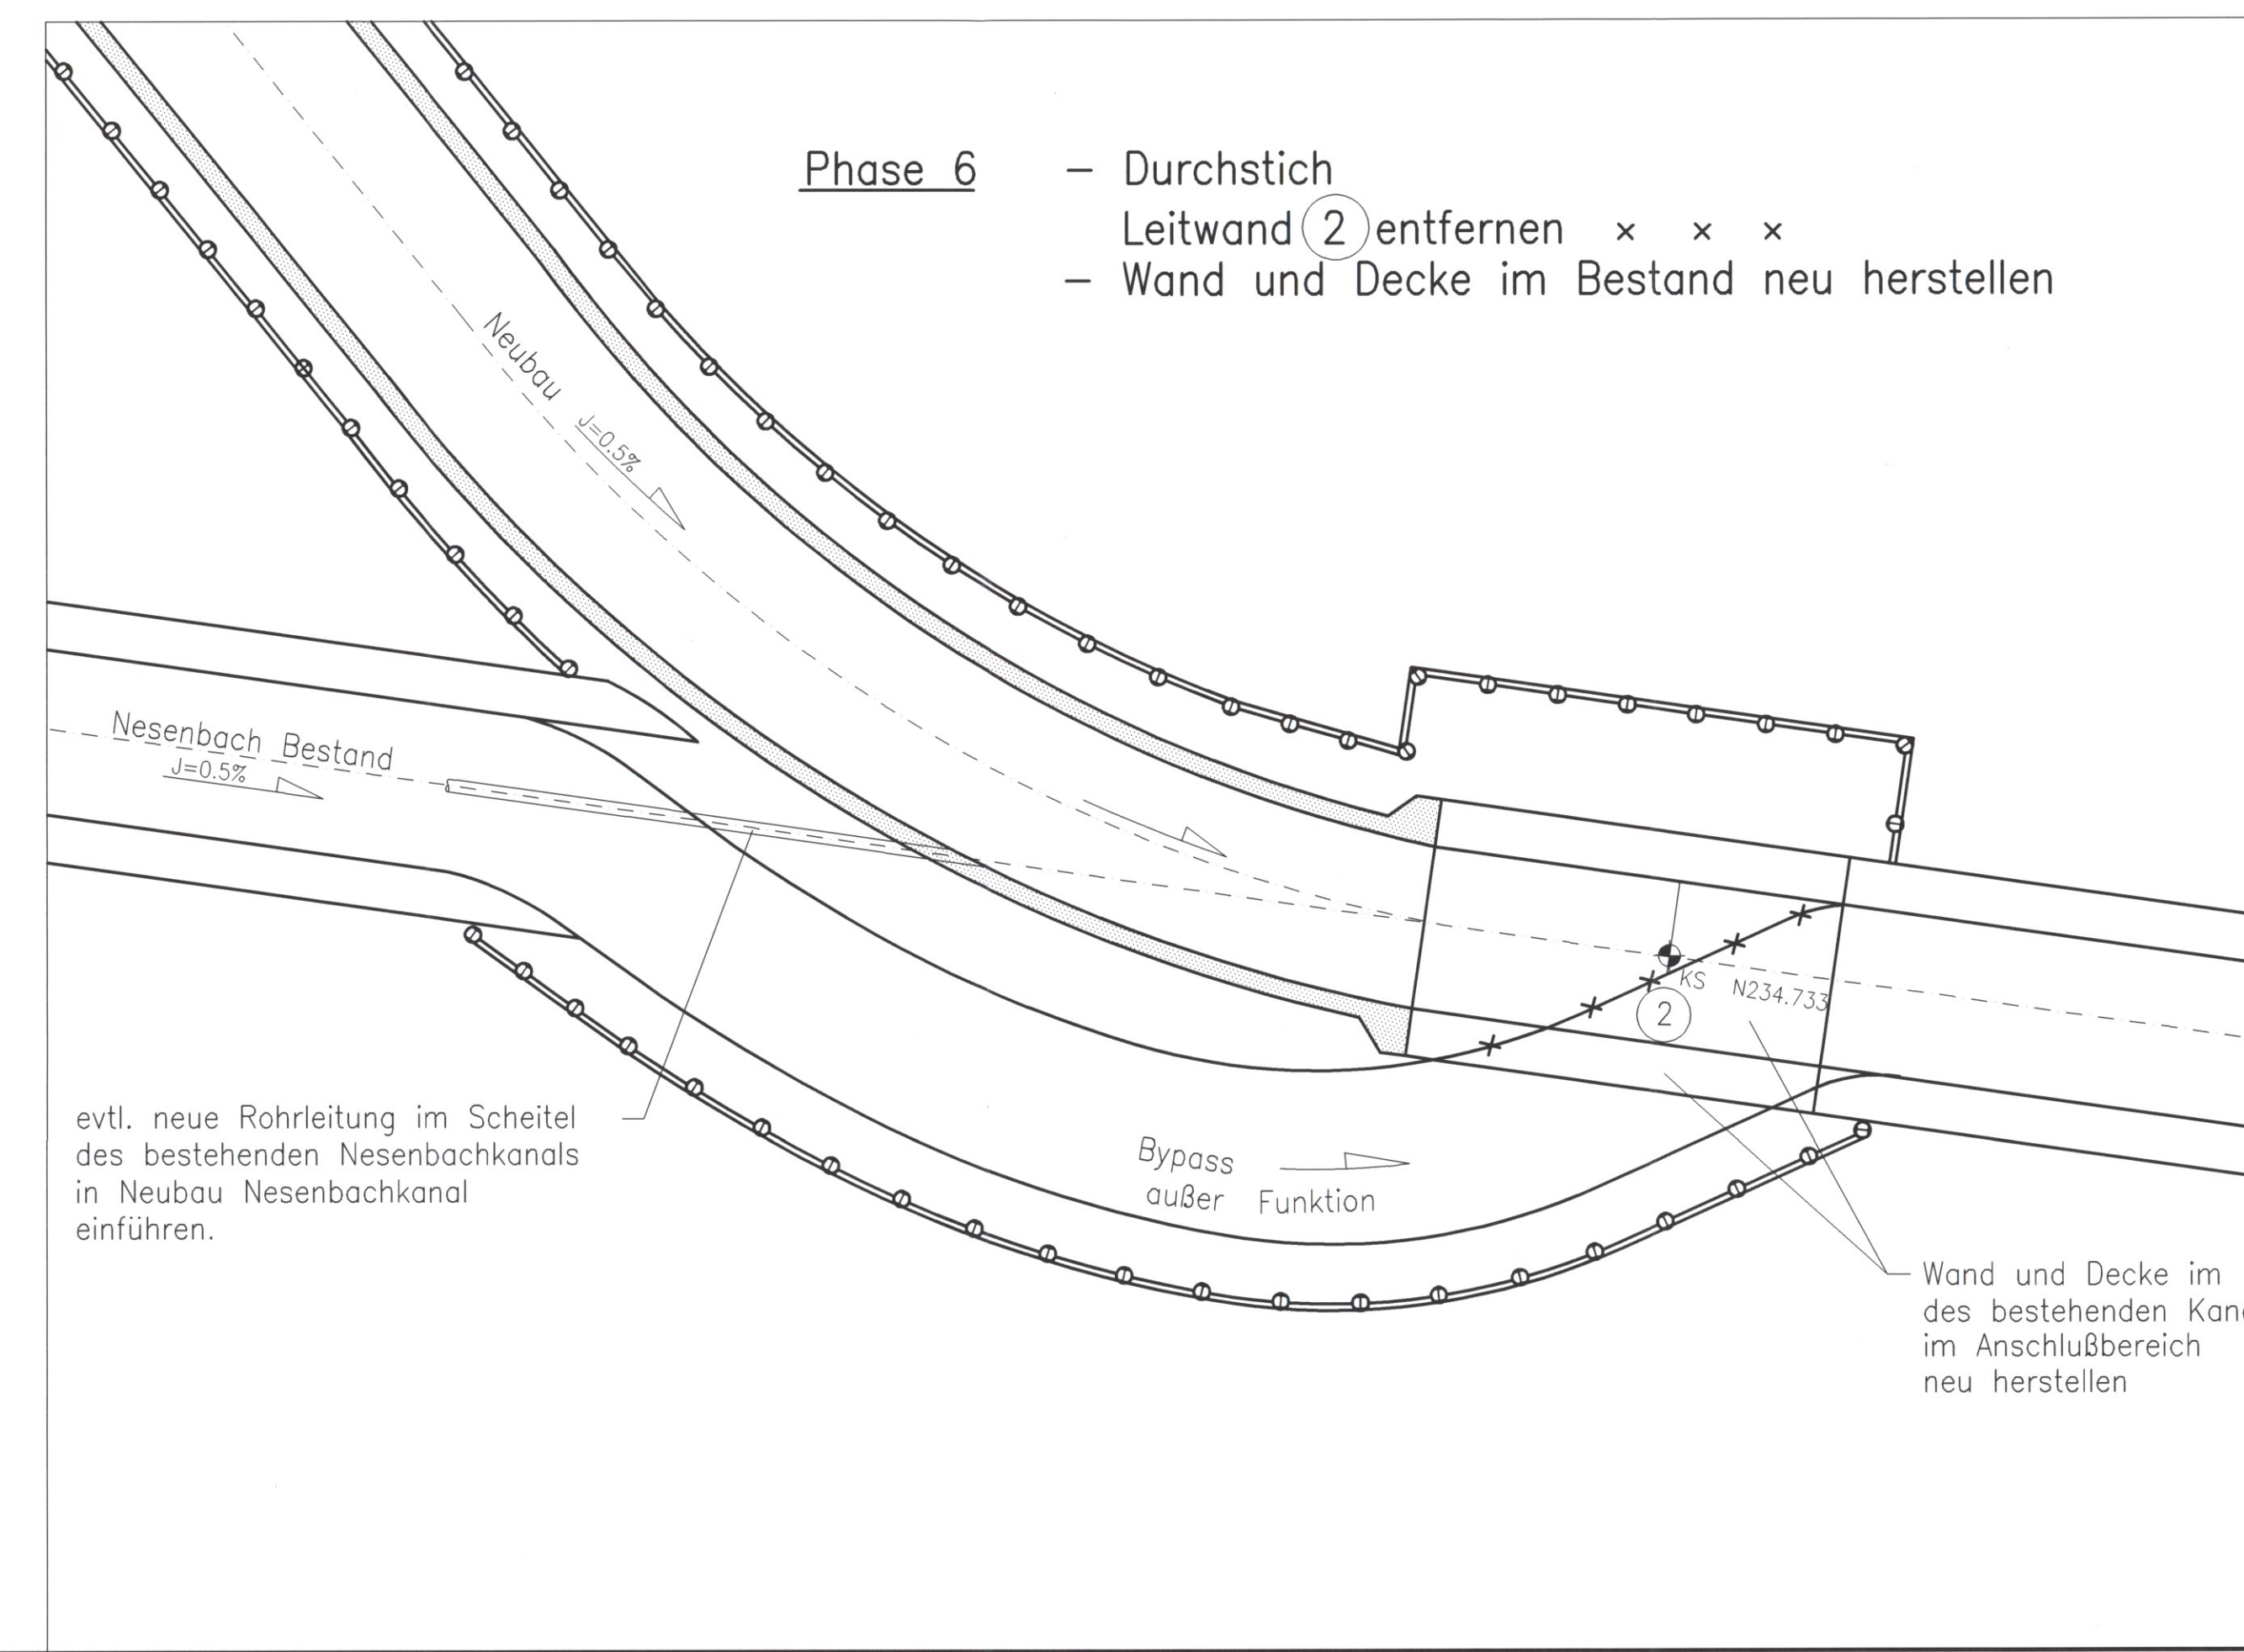 Phase 6 – Durchstich
Leitwand 2 entfernen × × ×
– Wand und Decke im Bestand neu herstellen
Neubau
J=0.5%
Nesenbach Bestand
J=0.5%
KS N234.733
2
evtl. neue Rohrleitung im Scheitel
des bestehenden Nesenbachkanals
in Neubau Nesenbachkanal
einführen.
Bypass
außer Funktion
Wand und Decke im
des bestehenden
im Anschlußbereich
neu herstellen